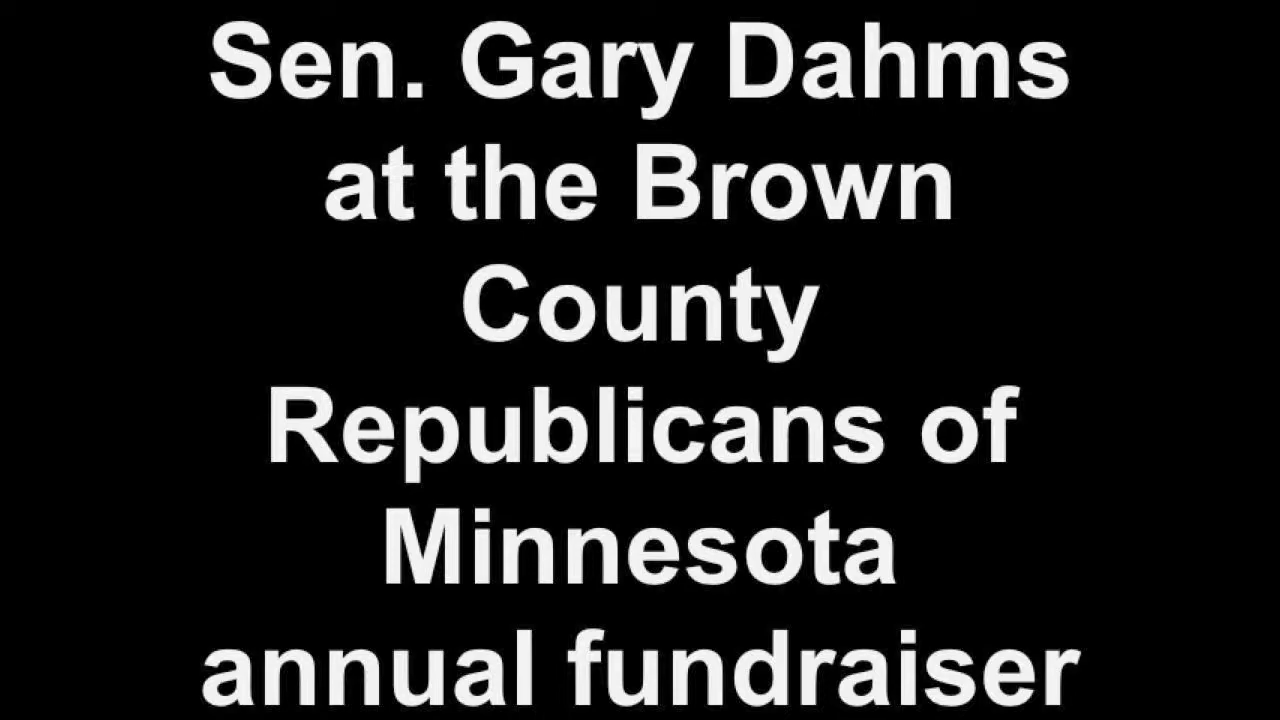 Sen. Gary Dahms
at the Brown
County
Republicans of
Minnesota
annual fundraiser